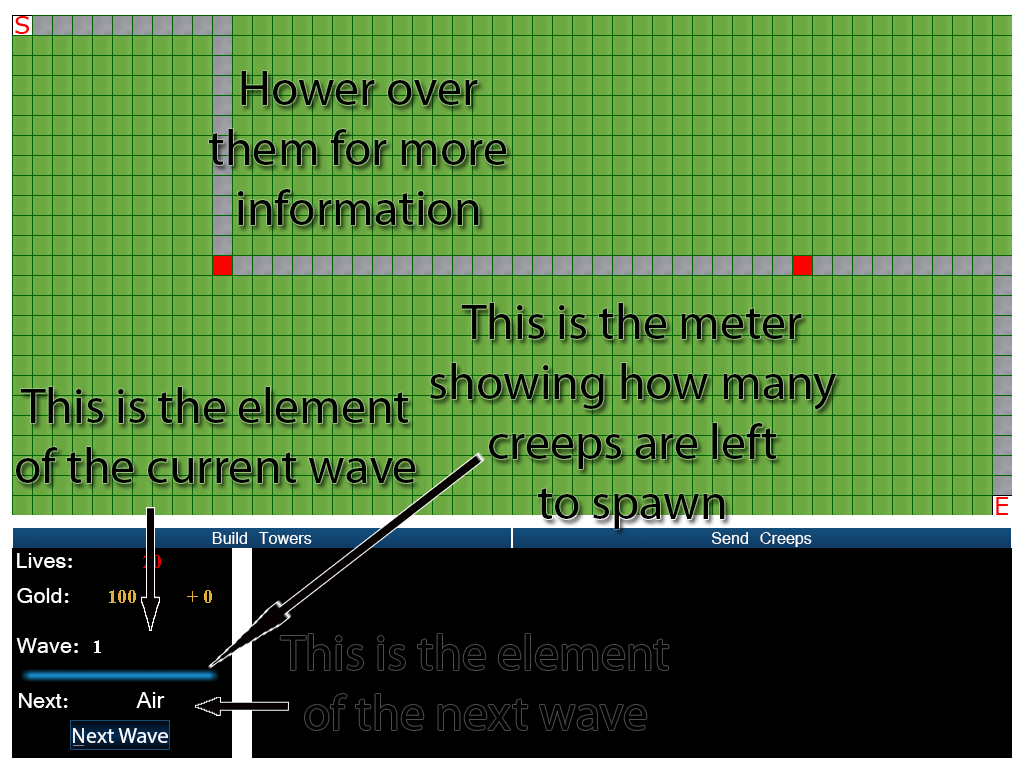 S
Hower over
them for more
information
This is the meter
showing how many
creeps are left
to spawn
This is the element
of the current wave
E
Build Towers
Send Creeps
Lives: 20
Gold: 100 + 0
Wave: 1
This is the element
of the next wave
Next: Air
Next Wave